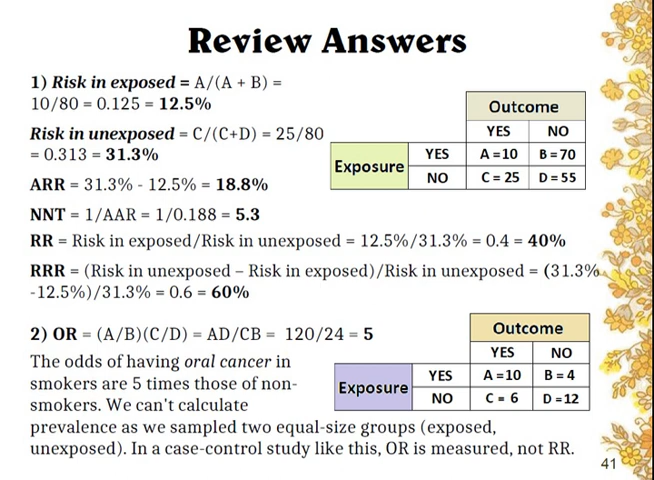 Review Answers
1) Risk in exposed = A/(A + B) =
10/80 = 0.125 = 12.5%
Risk in unexposed = C/(C+D) = 25/80
= 0.313 = 31.3%
ARR = 31.3% - 12.5% = 18.8%
NNT = 1/AAR = 1/0.188 = 5.3
Outcome
YES NO
Exposure YES A =10 B =70
NO C = 25 D = 55
RR = Risk in exposed/Risk in unexposed = 12.5%/31.3% = 0.4 = 40%
RRR = (Risk in unexposed – Risk in exposed)/Risk in unexposed = (31.3%
-12.5%)/31.3% = 0.6 = 60%
2) OR = (A/B)(C/D) = AD/CB = 120/24 = 5
The odds of having oral cancer in
smokers are 5 times those of non-
smokers. We can't calculate
Outcome
YES NO
Exposure YES A =10 B = 4
NO C = 6 D =12
prevalence as we sampled two equal-size groups (exposed,
unexposed). In a case-control study like this, OR is measured, not RR.
41